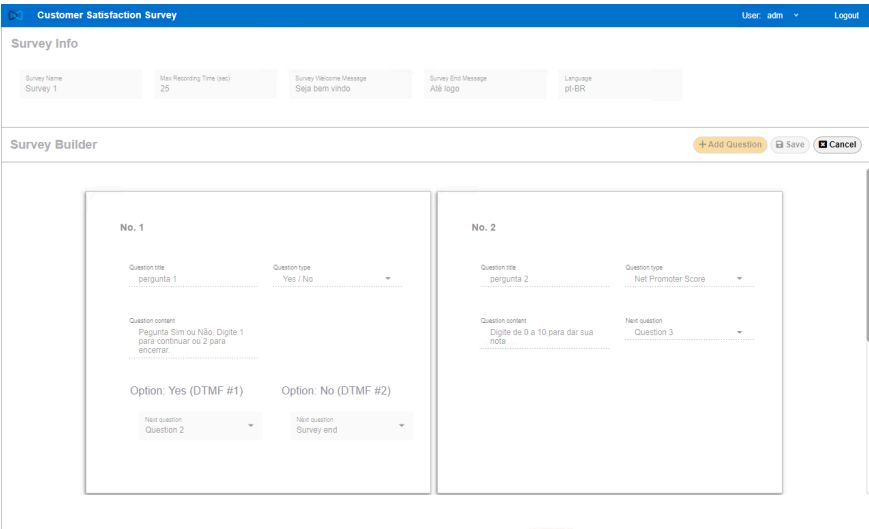 Customer Satisfaction Survey
User: adm
Logout
Survey Info
Survey Name
Survey 1
Max Recording Time (sec)
25
Survey Welcome Message
Seja bem vindo
Survey End Message
Até logo
Language
pt-BR
Survey Builder
+ Add Question
Save
Cancel
No. 1
Question title
pergunta 1
Question type
Yes / No
Question content
Pegunta Sim ou Não. Digite 1
para continuar ou 2 para
encerrar.
Option: Yes (DTMF #1)
Option: No (DTMF #2)
Next question
Question 2
Next question
Survey end
No. 2
Question title
pergunta 2
Question type
Net Promoter Score
Question content
Digite de 0 a 10 para dar sua
nota
Next question
Question 3